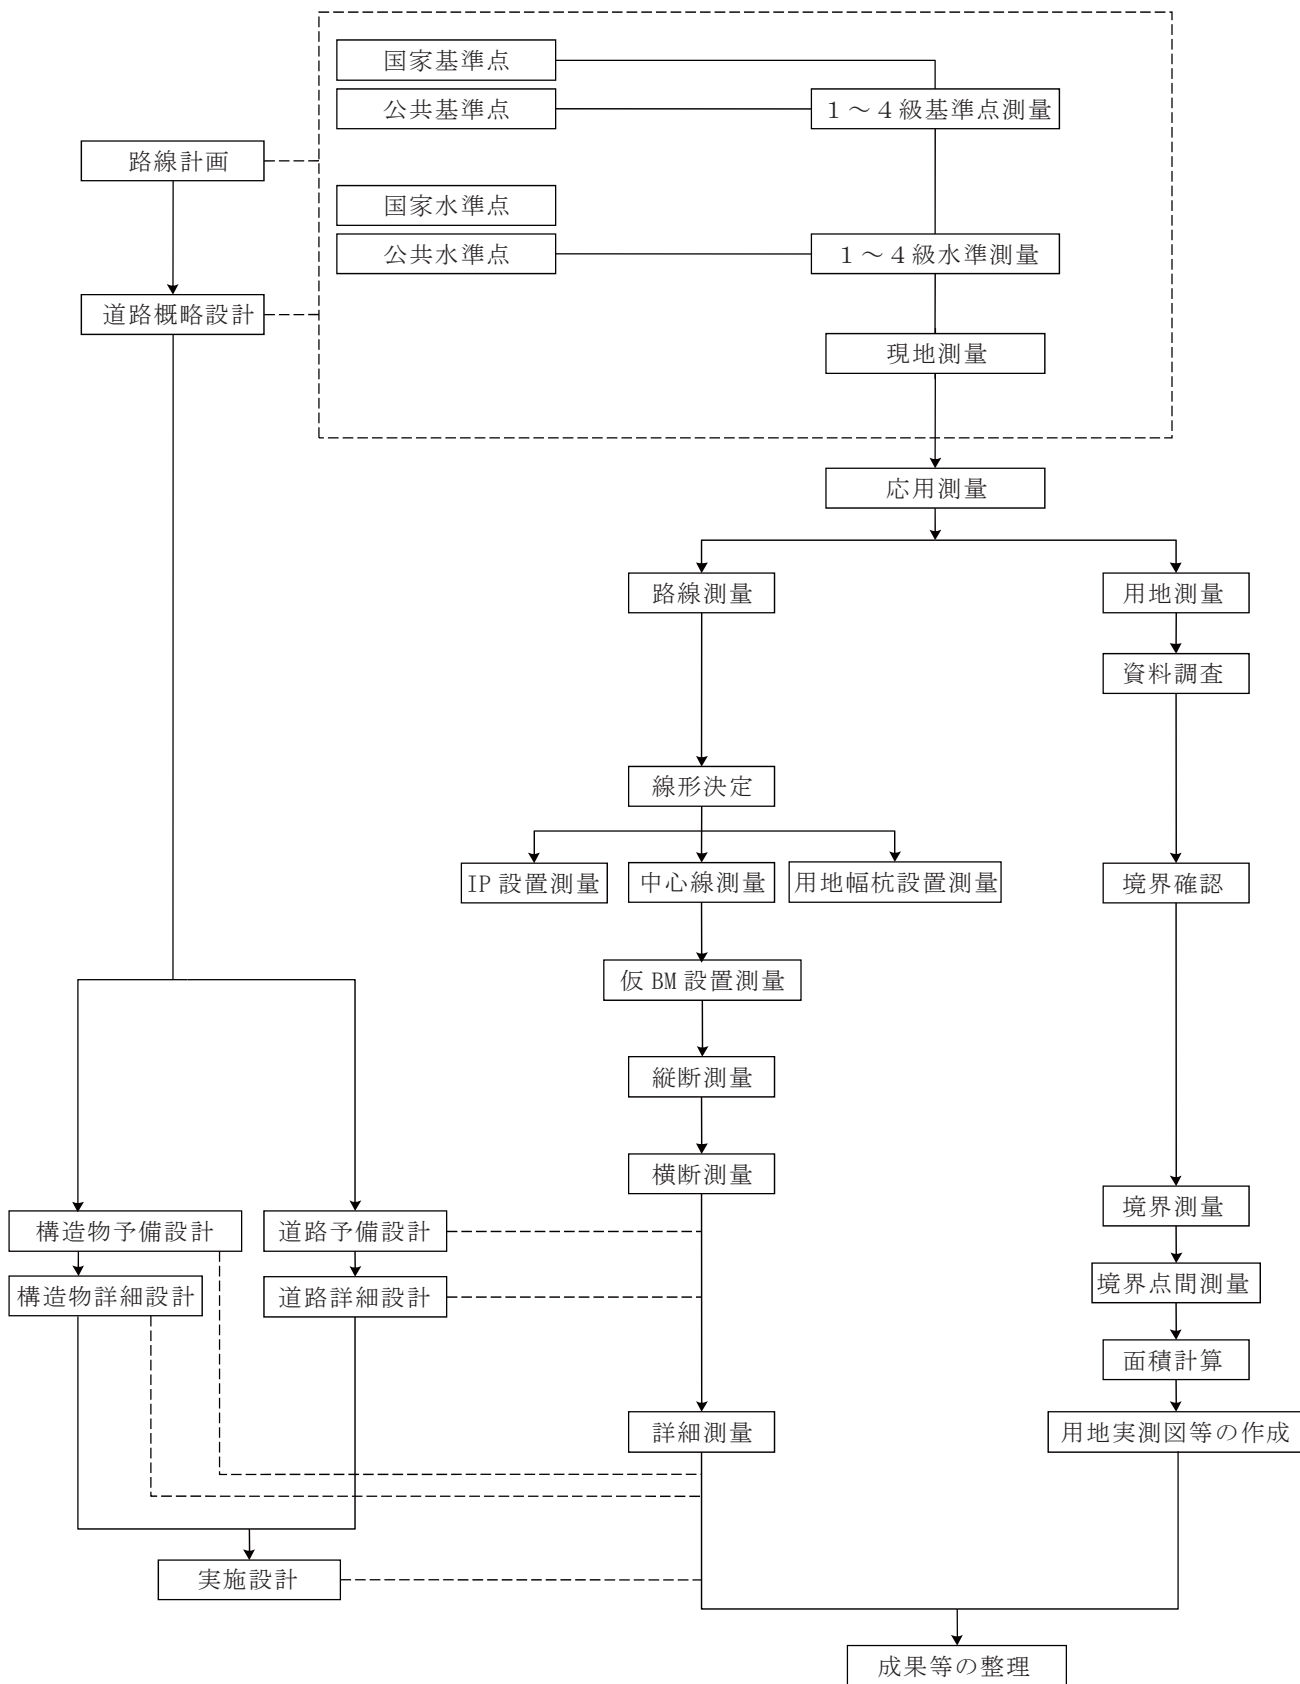 国家基準点
公共基準点
１～４級基準点測量
路線計画
国家水準点
公共水準点
１～４級水準測量
道路概略設計
現地測量
応用測量
路線測量
用地測量
資料調査
線形決定
IP設置測量
中心線測量
用地幅杭設置測量
境界確認
仮BM設置測量
縦断測量
横断測量
構造物予備設計
道路予備設計
境界測量
構造物詳細設計
道路詳細設計
境界点間測量
面積計算
詳細測量
用地実測図等の作成
実施設計
成果等の整理